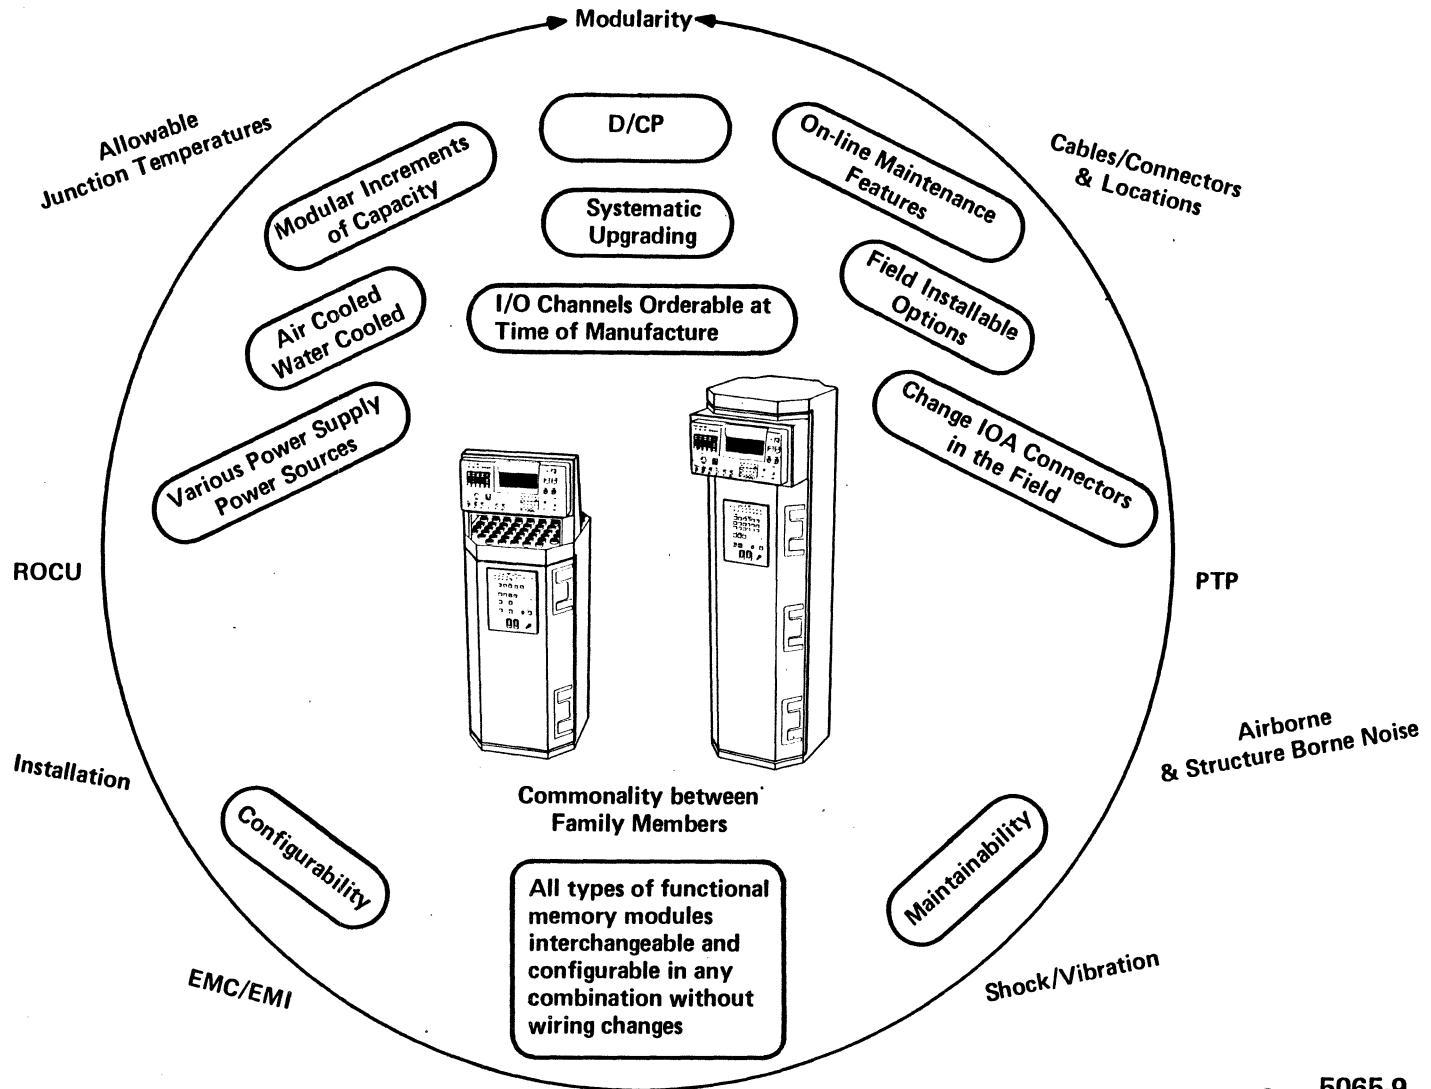 Modularity
Allowable
Junction Temperatures
D/CP
On-line Maintenance
Features
Cables/Connectors
& Locations
Modular Increments
of Capacity
Systematic
Upgrading
Field Installable
Options
Air Cooled
Water Cooled
I/O Channels Orderable at
Time of Manufacture
Various Power Supply
Power Sources
Change IOA Connectors
in the Field
ROCU
PTP
Airborne
& Structure Borne Noise
Installation
Commonality between
Family Members
Configurability
Maintainability
All types of functional
memory modules
interchangeable and
configurable in any
combination without
wiring changes
EMC/EMI
Shock/Vibration
5065.9